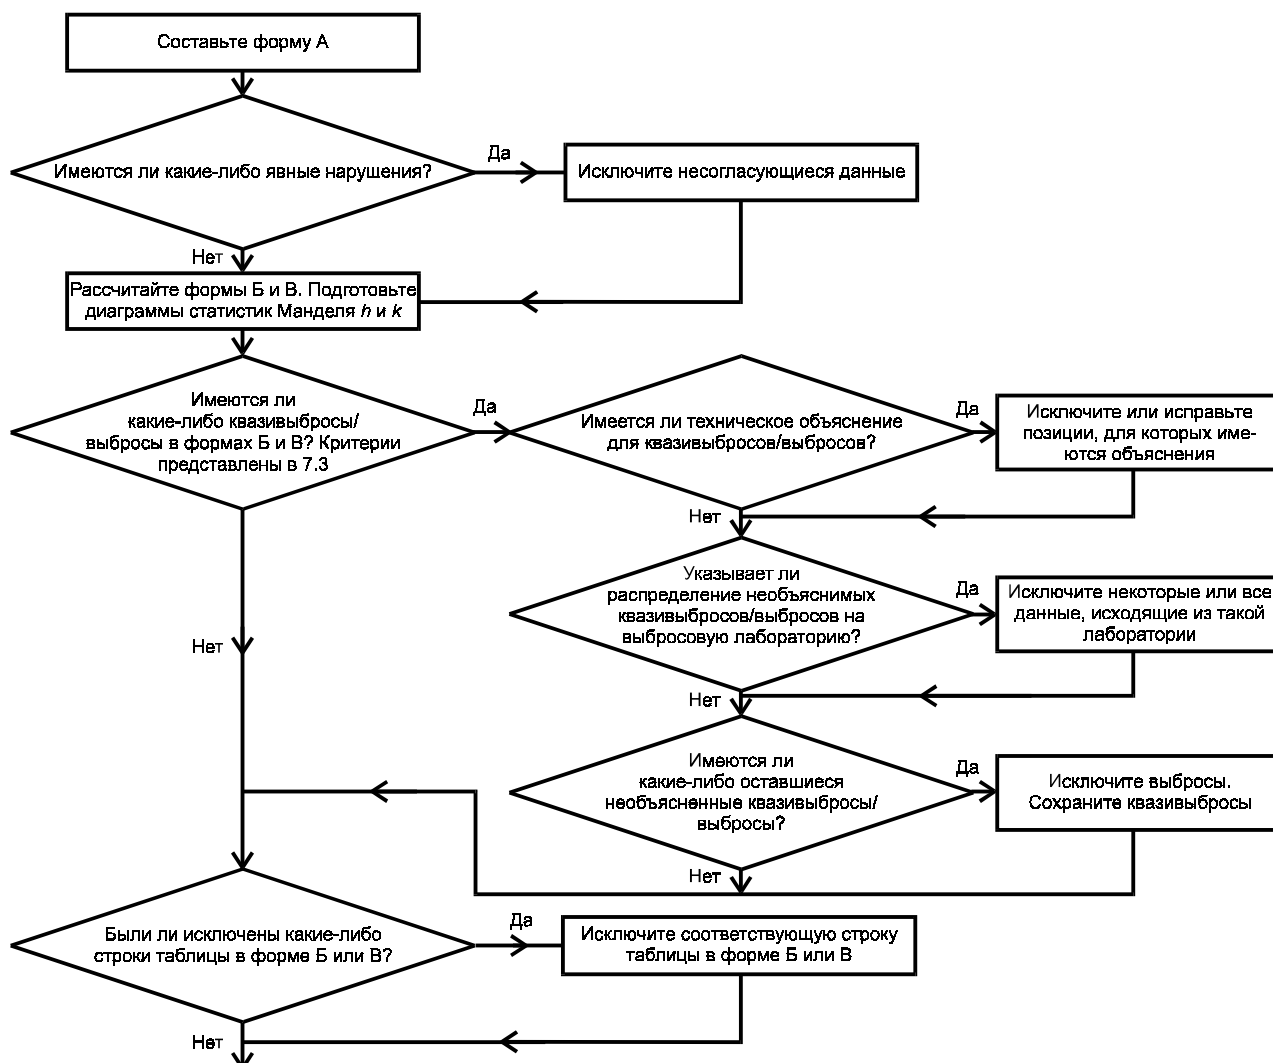 Составьте форму А
Имеются ли какие-либо явные нарушения?
Да
Исключите несогласующиеся данные
Нет
Рассчитайте формы Б и В. Подготовьте
диаграммы статистик Манделя h и k
Имеются ли
какие-либо квазивыбросы/
выбросы в формах Б и В? Критерии
представлены в 7.3
Да
Имеется ли техническое объяснение
для квазивыбросов/выбросов?
Да
Исключите или исправьте
позиции, для которых име-
ются объяснения
Нет
Указывает ли
распределение необъяснимых
квазивыбросов/выбросов на
выбросовую лабораторию?
Да
Исключите некоторые или все
данные, исходящие из такой
лаборатории
Нет
Нет
Имеются ли
какие-либо оставшиеся
необъясненные квазивыбросы/
выбросы?
Да
Исключите выбросы.
Сохраните квазивыбросы
Нет
Были ли исключены какие-либо
строки таблицы в форме Б или В?
Да
Исключите соответствующую строку
таблицы в форме Б или В
Нет